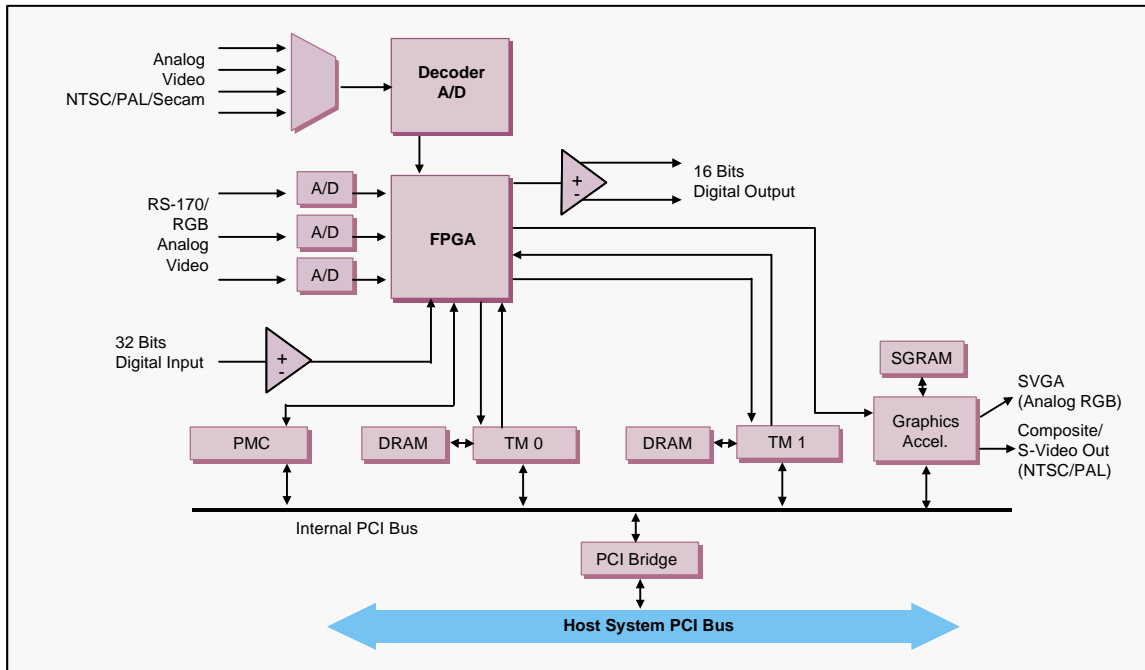 Analog
Video
NTSC/PAL/Secam
Decoder
A/D
RS-170/
RGB
Analog
Video
A/D
A/D
A/D
FPGA
+
-
16 Bits
Digital Output
32 Bits
Digital Input
+
-
SGRAM
Graphics
Accel.
SVGA
(Analog RGB)
Composite/
S-Video Out
(NTSC/PAL)
PMC
DRAM
TM 0
DRAM
TM 1
Internal PCI Bus
PCI Bridge
Host System PCI Bus